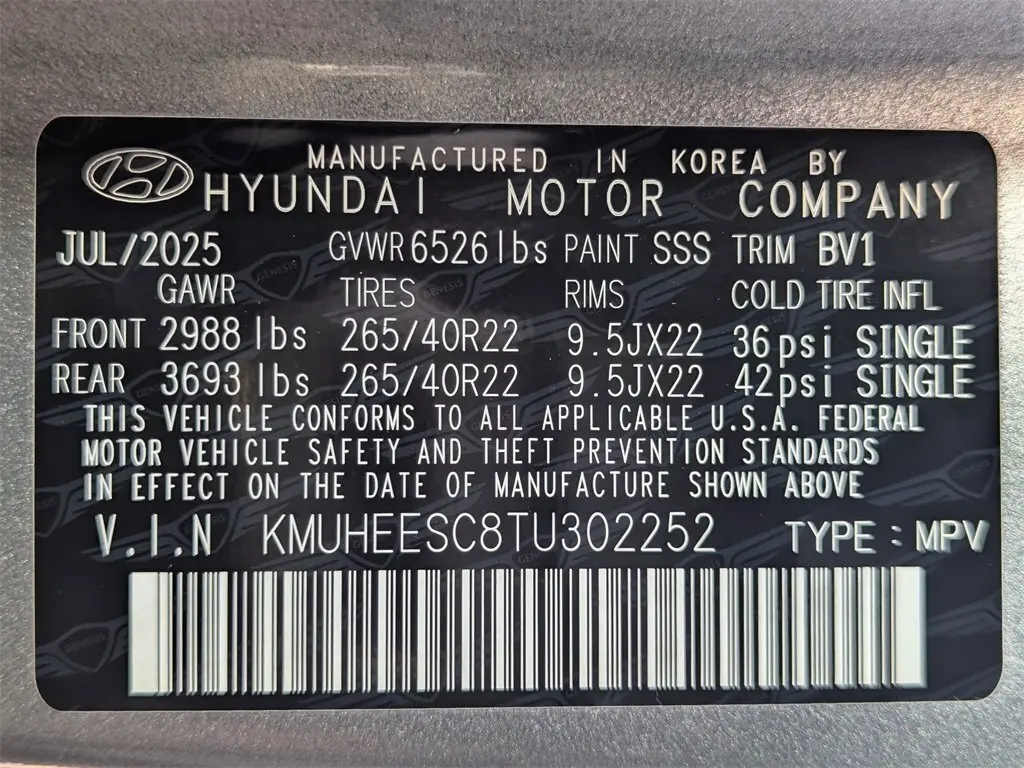 MANUFACTURED IN KOREA BY
HYUNDAI MOTOR COMPANY
JUL/2025 GVWR 6526 lbs PAINT SSS TRIM BV1
GAWR TIRES RIMS COLD TIRE INFL
FRONT 2988 lbs 265/40R22 9.5JX22 36psi SINGLE
REAR 3693 lbs 265/40R22 9.5JX22 42psi SINGLE
THIS VEHICLE CONFORMS TO ALL APPLICABLE U.S.A. FEDERAL
MOTOR VEHICLE SAFETY AND THEFT PREVENTION STANDARDS
IN EFFECT ON THE DATE OF MANUFACTURE SHOWN ABOVE
V.I.N KMUHEESC8TU302252 TYPE : MPV